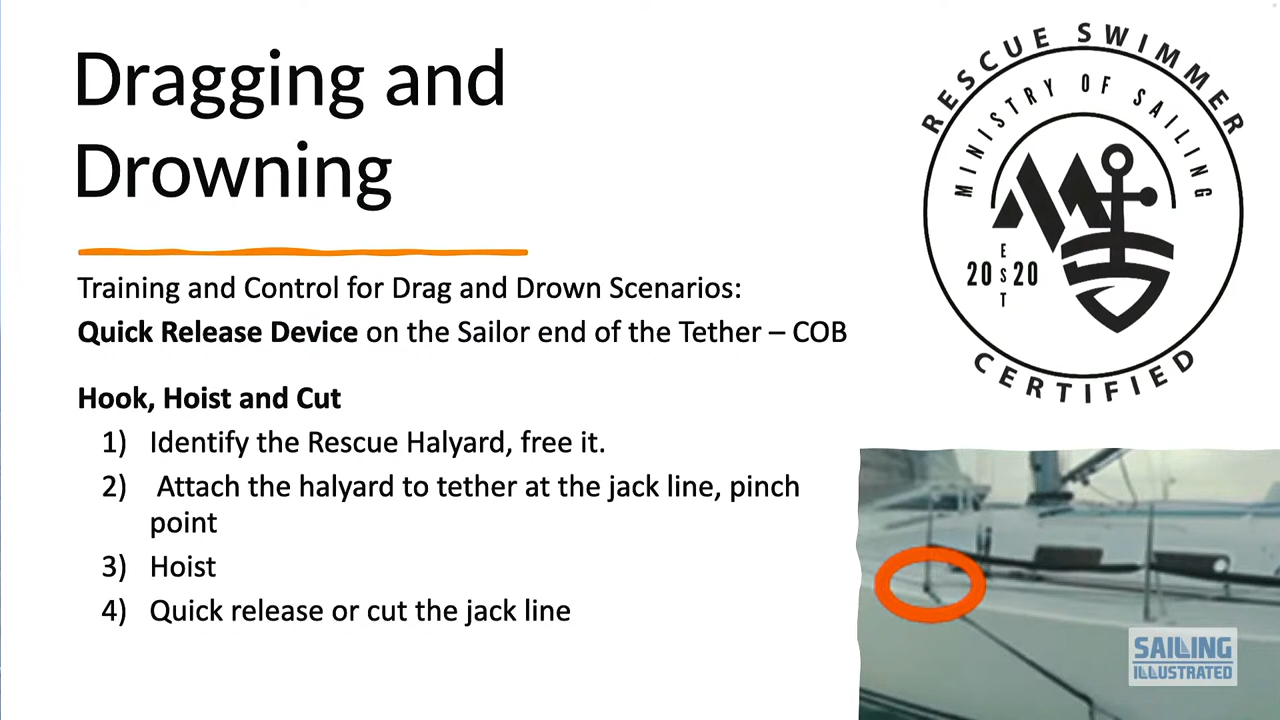 Dragging and
Drowning
Training and Control for Drag and Drown Scenarios:
Quick Release Device on the Sailor end of the Tether – COB
Hook, Hoist and Cut
1) Identify the Rescue Halyard, free it.
2) Attach the halyard to tether at the jack line, pinch
point
3) Hoist
4) Quick release or cut the jack line
RESCUE SWIMMER
MINISTRY OF SAILING
EST
2020
CERTIFIED
SAILING
ILLUSTRATED